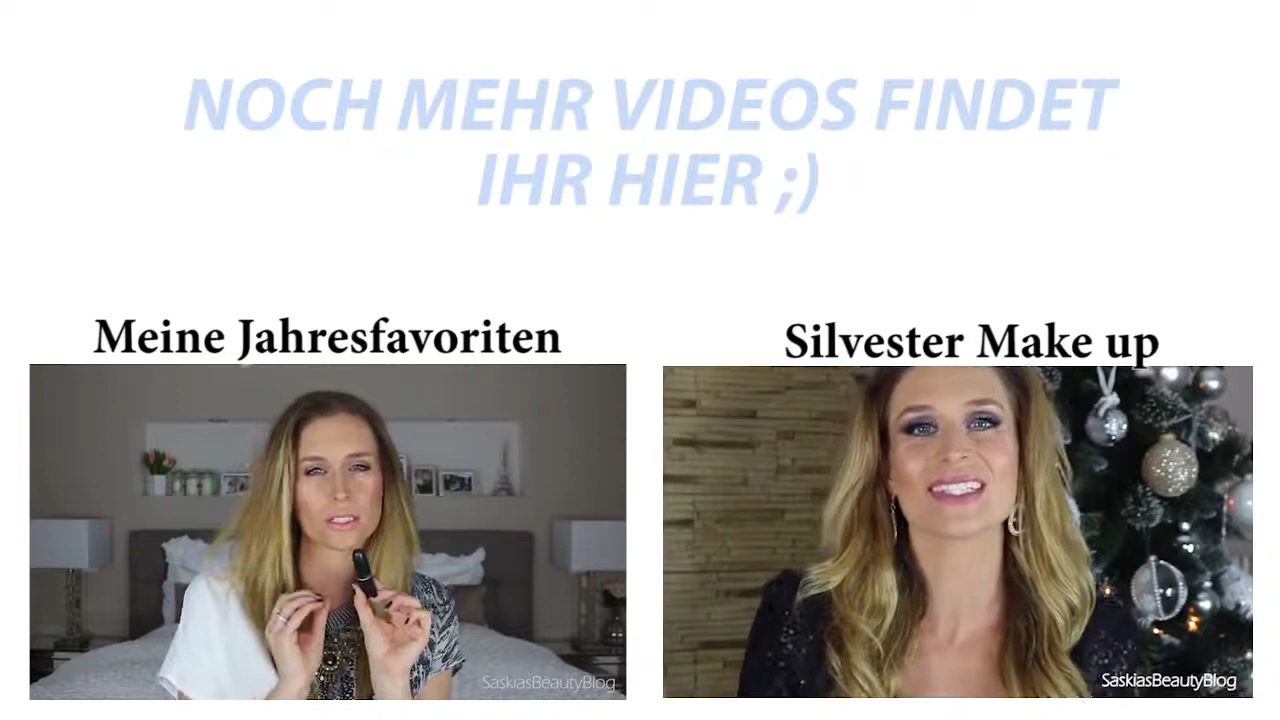 NOCH MEHR VIDEOS FINDET
IHR HIER ;)
Meine Jahresfavoriten
Silvester Make up
SaskiasBeautyBlog
SaskiasBeautyBlog